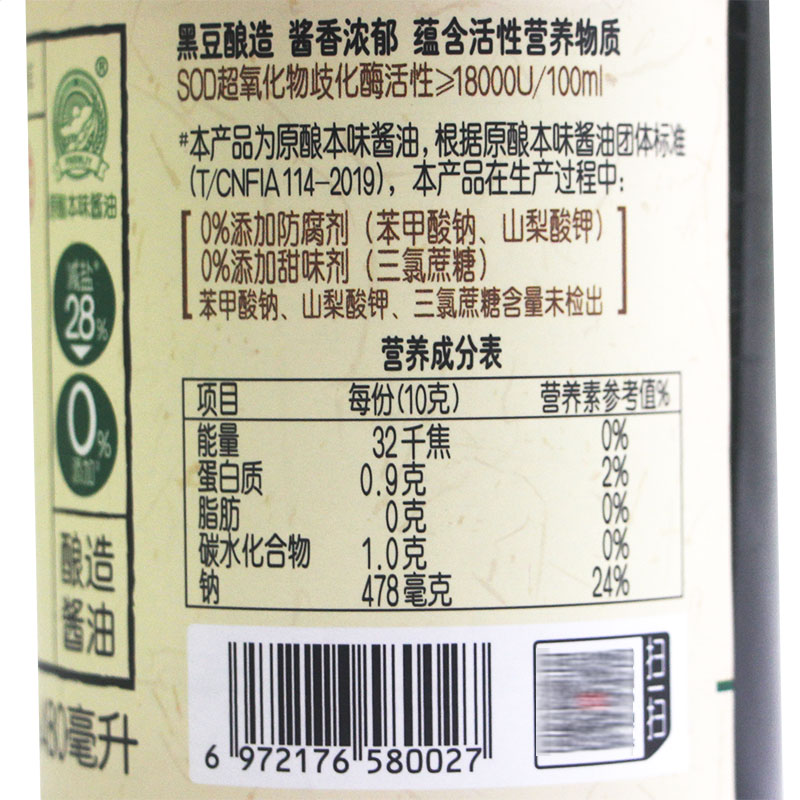 黑豆酿造 酱香浓郁 蕴含活性营养物质
SOD超氧化物歧化酶活性≥18000U/100ml
#本产品为原酿本味酱油,根据原酿本味酱油团体标准
(T/CNFIA114-2019),本产品在生产过程中:
0%添加防腐剂(苯甲酸钠、山梨酸钾)
0%添加甜味剂(三氯蔗糖)
苯甲酸钠、山梨酸钾、三氯蔗糖含量未检出
营养成分表
项目 每份(10克) 营养素参考值%
能量 32千焦 0%
蛋白质 0.9克 2%
脂肪 0克 0%
碳水化合物 1.0克 0%
钠 478毫克 24%
6 972176 580027
®
原酿本味酱油
减盐*
28%
0%
添加#
酿造
酱油
480毫升